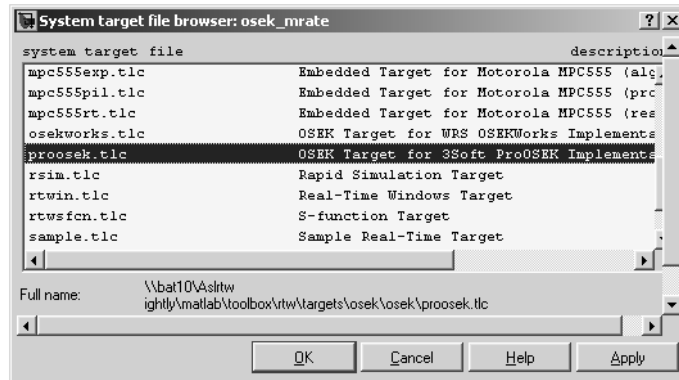 System target file browser: osek_mrate
system target file description
mpc555exp.tlc Embedded Target for Motorola MPC555 (alg
mpc555pil.tlc Embedded Target for Motorola MPC555 (prc
mpc555rt.tlc Embedded Target for Motorola MPC555 (rea
osekworks.tlc OSEK Target for WRS OSEKWorks Implementa
proosek.tlc OSEK Target for 3Soft ProOSEK Implementa
rsim.tlc Rapid Simulation Target
rtwin.tlc Real-Time Windows Target
rtwsfcn.tlc S-function Target
sample.tlc Sample Real-Time Target
Full name: \\bat10\Aslrtw
ightly\matlab\toolbox\rtw\targets\osek\osek\proosek.tlc
OK Cancel Help Apply